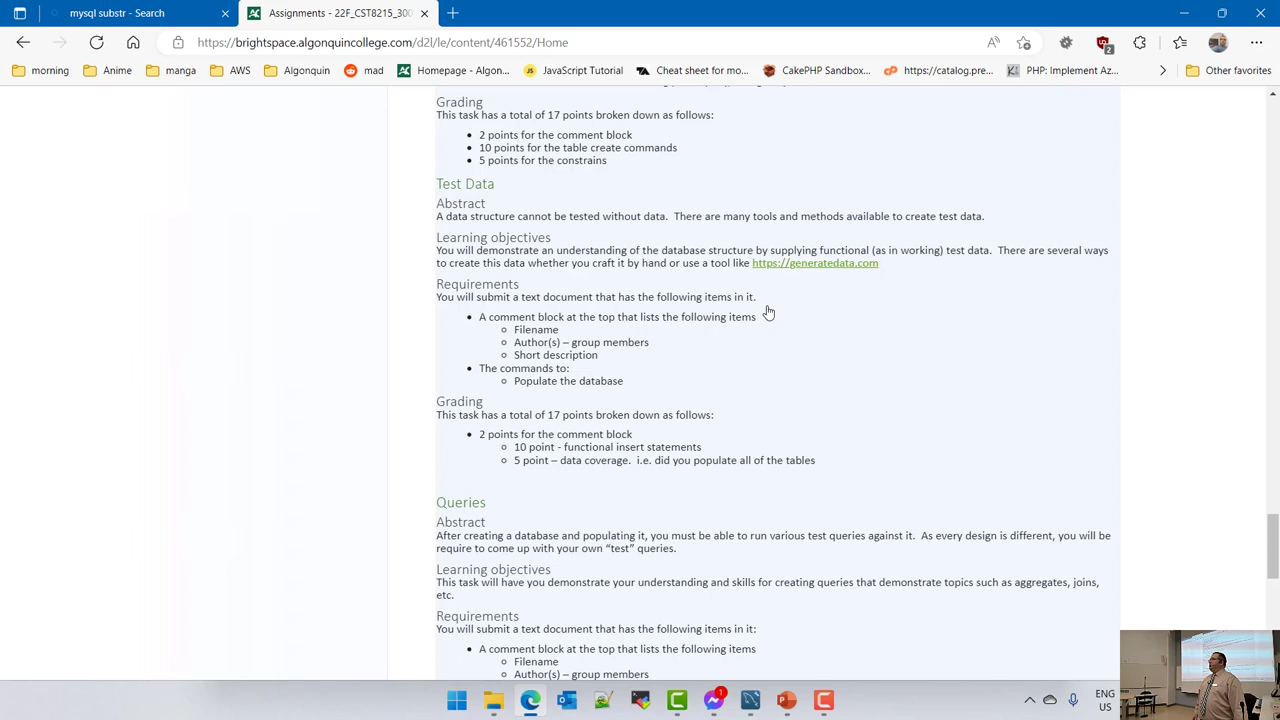 mysql substr - Search
Assignments - 22F_CST8215_300
https://brightspace.algonquincollege.com/d2l/le/content/461552/Home
2
morning
Anime
manga
AWS
Algonquin
mad
Homepage - Algon...
JavaScript Tutorial
Cheat sheet for mo...
CakePHP Sandbox...
https://catalog.pre...
PHP: Implement Az...
Other favorites
Grading
This task has a total of 17 points broken down as follows:
• 2 points for the comment block
• 10 points for the table create commands
• 5 points for the constrains
Test Data
Abstract
A data structure cannot be tested without data. There are many tools and methods available to create test data.
Learning objectives
You will demonstrate an understanding of the database structure by supplying functional (as in working) test data. There are several ways
to create this data whether you craft it by hand or use a tool like https://generatedata.com
Requirements
You will submit a text document that has the following items in it.
• A comment block at the top that lists the following items
○ Filename
○ Author(s) – group members
○ Short description
• The commands to:
○ Populate the database
Grading
This task has a total of 17 points broken down as follows:
• 2 points for the comment block
○ 10 point - functional insert statements
○ 5 point – data coverage. i.e. did you populate all of the tables
Queries
Abstract
After creating a database and populating it, you must be able to run various test queries against it. As every design is different, you will be
require to come up with your own “test” queries.
Learning objectives
This task will have you demonstrate your understanding and skills for creating queries that demonstrate topics such as aggregates, joins,
etc.
Requirements
You will submit a text document that has the following items in it:
• A comment block at the top that lists the following items
○ Filename
○ Author(s) – group members
1
ENG
US